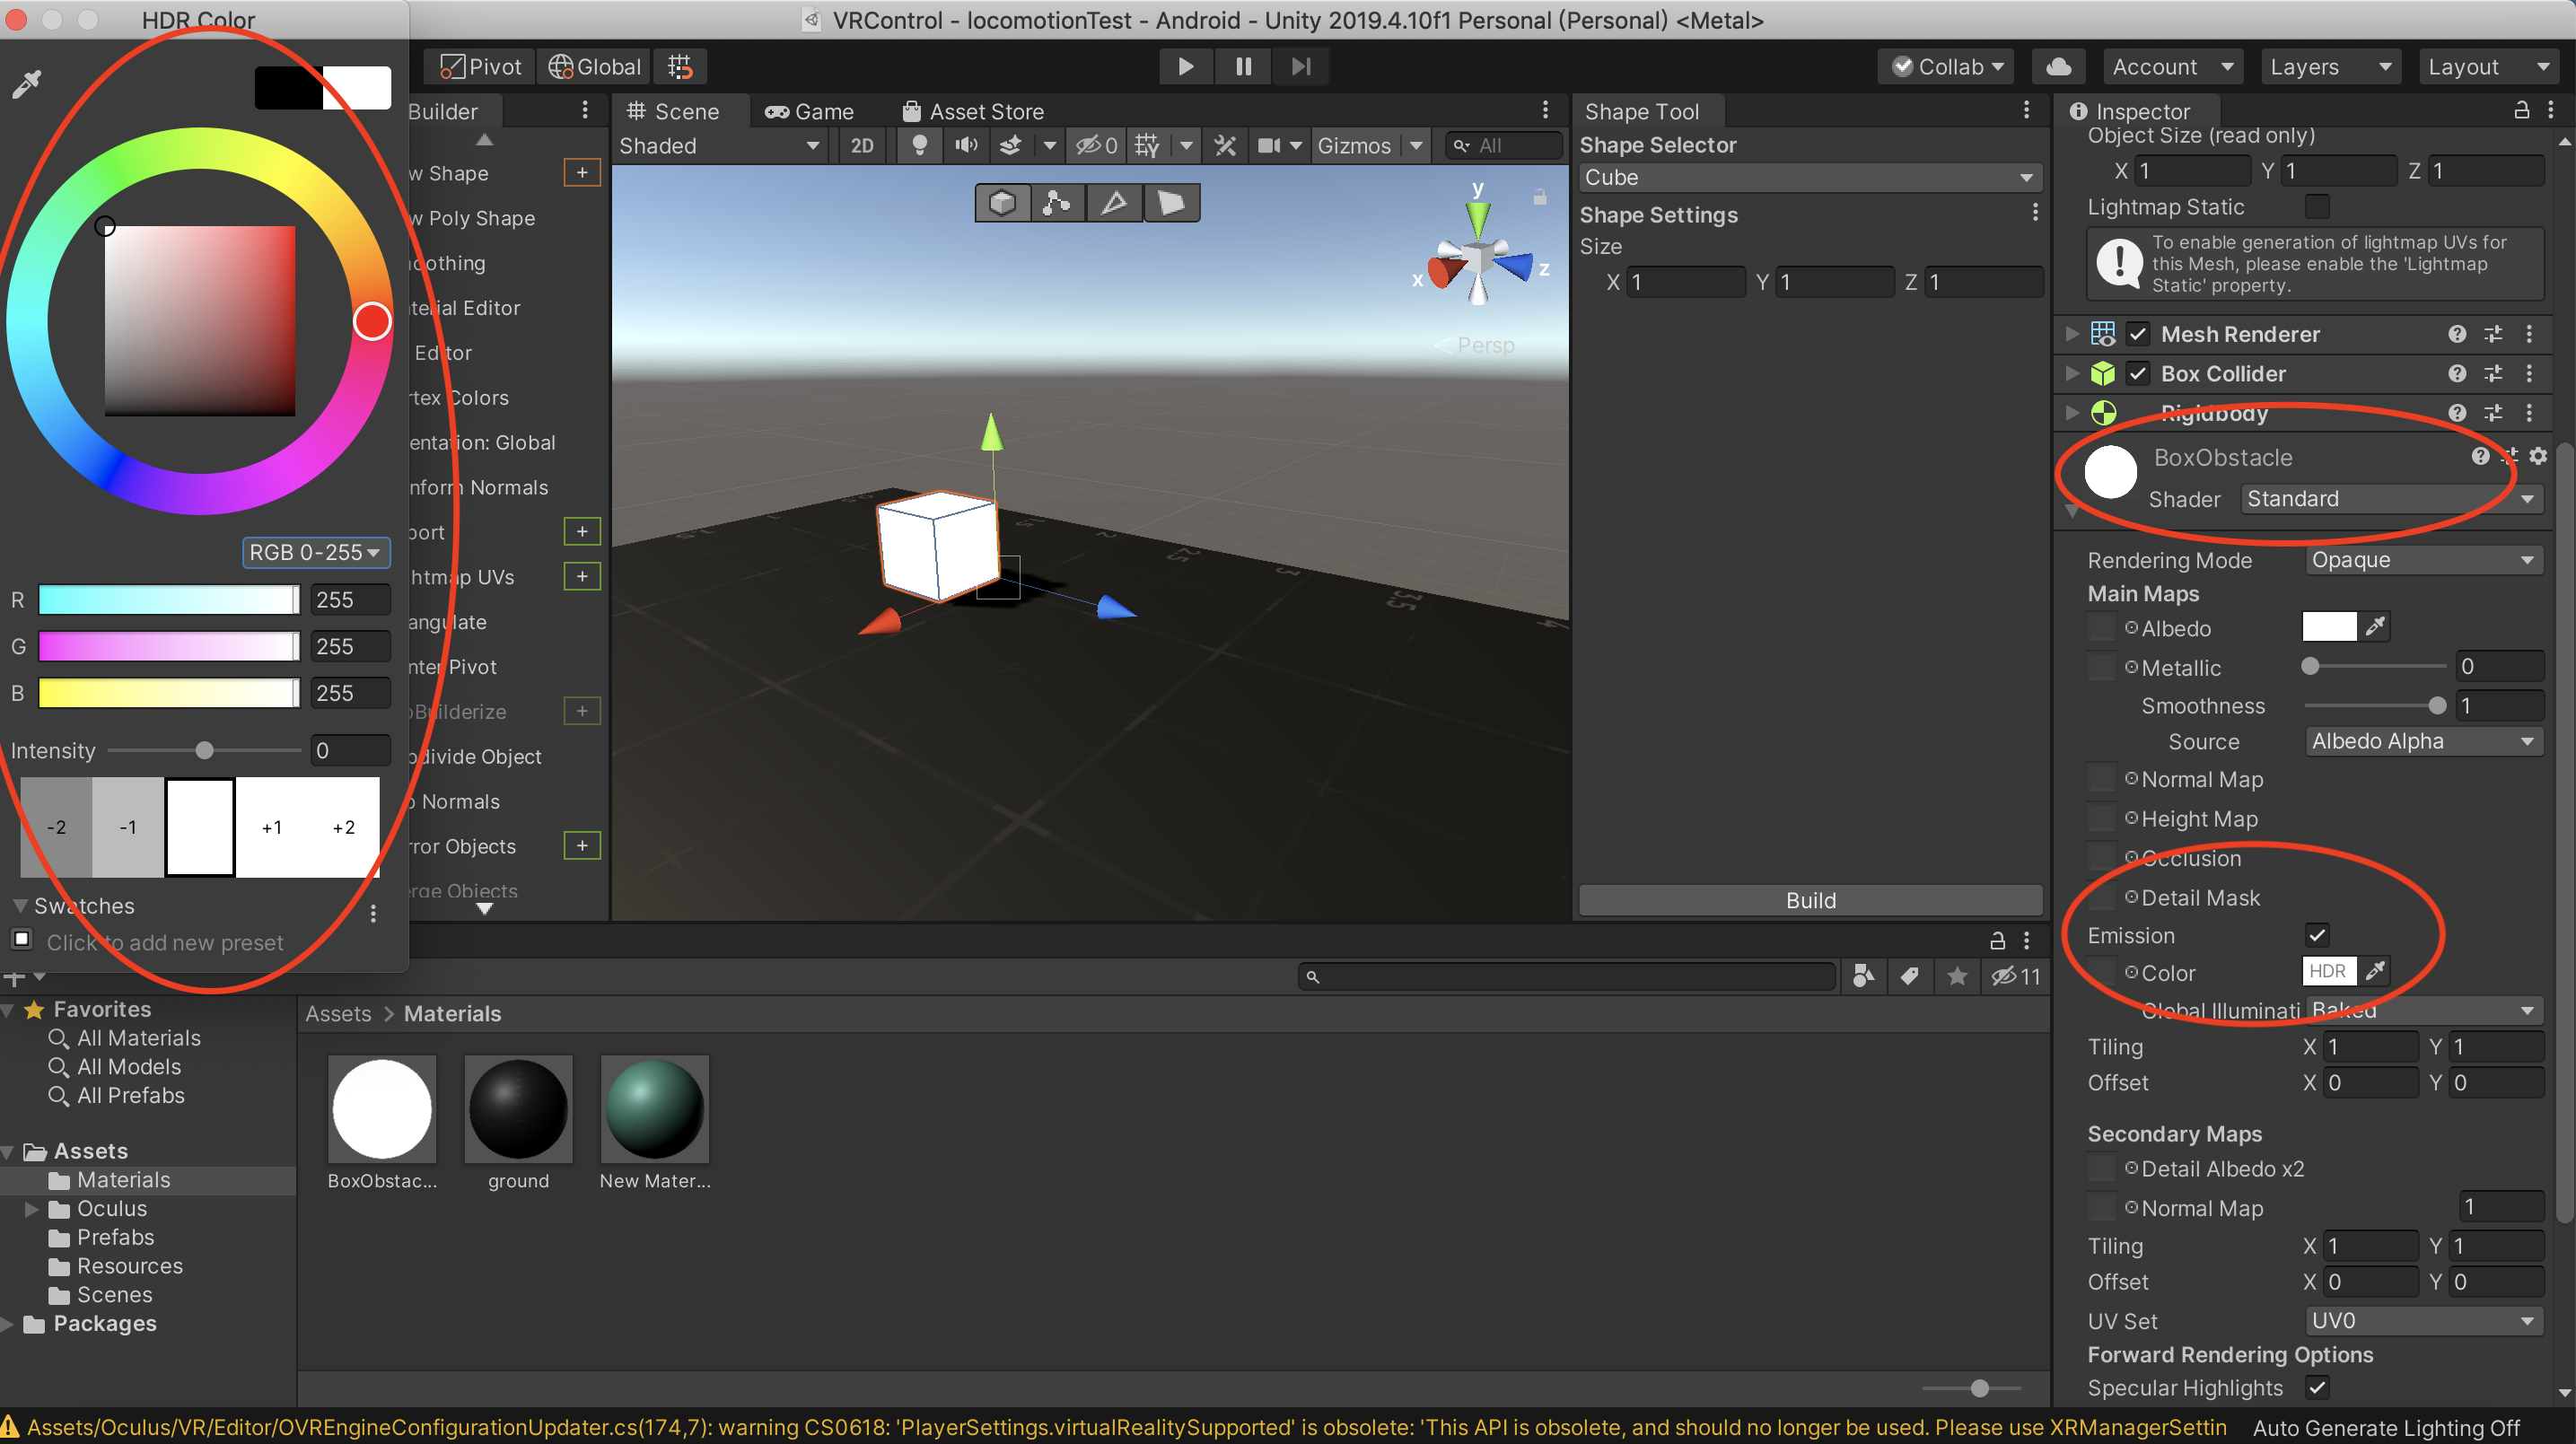 HDR Color
VRControl - locomotionTest - Android - Unity 2019.4.10f1 Personal (Personal) <Metal>
Pivot
Global
Collab
Account
Layers
Layout
RGB 0-255
R 255
G 255
B 255
Intensity 0
-2 -1 +1 +2
Swatches
Click to add new preset
Builder
w Shape
w Poly Shape
oothing
terial Editor
Editor
rtex Colors
entation: Global
nform Normals
port
htmap UVs
angulate
nter Pivot
oBuilderize
bdivide Object
p Normals
rror Objects
erge Objects
Scene
Game
Asset Store
Shaded
2D
0
Gizmos
All
y
x
z
Persp
Shape Tool
Shape Selector
Cube
Shape Settings
Size
X 1 Y 1 Z 1
Build
Inspector
Object Size (read only)
X 1 Y 1 Z 1
Lightmap Static
To enable generation of lightmap UVs for
this Mesh, please enable the 'Lightmap
Static' property.
Mesh Renderer
Box Collider
Rigidbody
BoxObstacle
Shader Standard
Rendering Mode Opaque
Main Maps
Albedo
Metallic 0
Smoothness 1
Source Albedo Alpha
Normal Map
Height Map
Occlusion
Detail Mask
Emission
Color HDR
Global Illuminati Baked
Tiling X 1 Y 1
Offset X 0 Y 0
Secondary Maps
Detail Albedo x2
Normal Map 1
Tiling X 1 Y 1
Offset X 0 Y 0
UV Set UV0
Forward Rendering Options
Specular Highlights
11
Favorites
All Materials
All Models
All Prefabs
Assets
Materials
Oculus
Prefabs
Resources
Scenes
Packages
Assets > Materials
BoxObstac...
ground
New Mater...
Assets/Oculus/VR/Editor/OVREngineConfigurationUpdater.cs(174,7): warning CS0618: 'PlayerSettings.virtualRealitySupported' is obsolete: 'This API is obsolete, and should no longer be used. Please use XRManagerSettin
Auto Generate Lighting Off